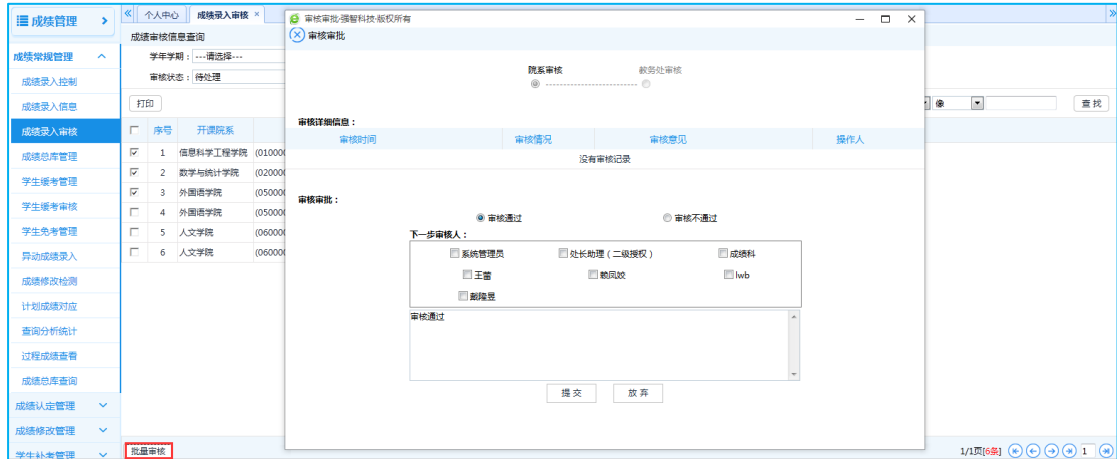 成绩管理
成绩常规管理
成绩录入控制
成绩录入信息
成绩录入审核
成绩总库管理
学生缓考管理
学生缓考审核
学生免考管理
异动成绩录入
成绩修改检测
计划成绩对应
查询分析统计
过程成绩查看
成绩总库查询
成绩认定管理
成绩修改管理
学生补考管理
个人中心 成绩录入审核 ×
成绩审核信息查询
学年学期：---请选择---
审核状态：待处理
打印
像 查 找
序号 开课院系
1 信息科学工程学院 (010000
2 数学与统计学院 (020000
3 外国语学院 (050000
4 外国语学院 (050000
5 人文学院 (060000
6 人文学院 (060000
批量审核
1/1页[6条] 1
审核审批-强智科技-版权所有
审核审批
院系审核 教务处审核
审核详细信息：
审核时间 审核情况 审核意见 操作人
没有审核记录
审核审批：
审核通过 审核不通过
下一步审核人：
系统管理员 处长助理（二级授权） 成绩科
王蕾 赖凤姣 lwb
戴隆昱
审核通过
提 交 放 弃